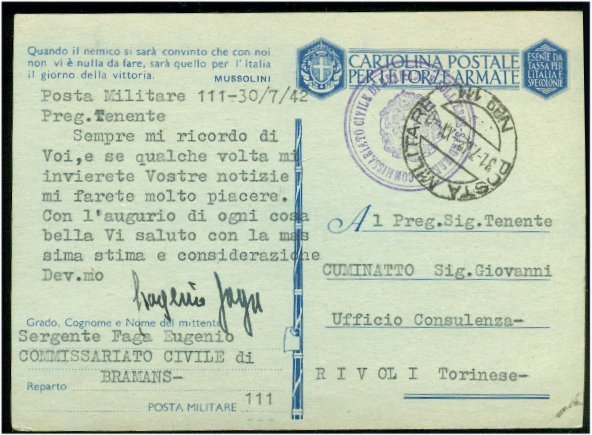 Quando il nemico si sarà convinto che con noi
non vi è nulla da fare, sarà quello per l'Italia
il giorno della vittoria.
MUSSOLINI
Posta Militare 111-30/7/42
Preg.Tenente
Sempre mi ricordo di
Voi,e se qualche volta mi
invierete Vostre notizie
mi farete molto piacere.
Con l'augurio di ogni cosa
bella Vi saluto con la mas
sima stima e considerazione
Dev.mo
Grado, Cognome e Nome del mittente
Sergente Faga Eugenio
COMMISSARIATO CIVILE di
BRAMANS-
Reparto
111
POSTA MILITARE
CARTOLINA POSTALE
PER LE FORZE ARMATE
ESENTE DA
TASSA PER
L'ITALIA E
SVE COLONIE
COMMISSARIATO CIVILE DI
POSTA MILITARE
N° 111
Al Preg.Sig.Tenente
CUMINATTO Sig.Giovanni
Ufficio Consulenza-
RIVOLI Torinese-